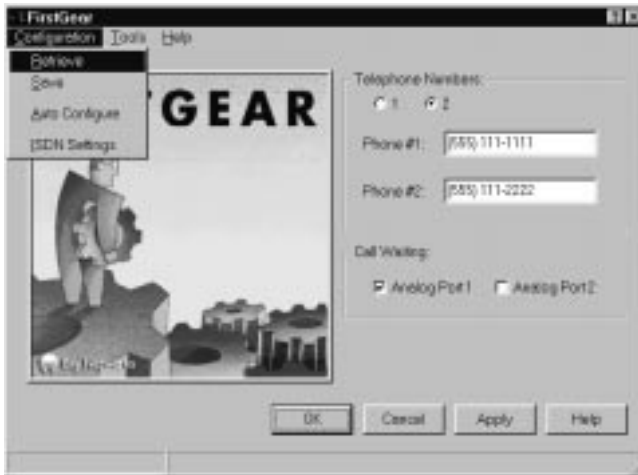 FirstGear
Configuration Tools Help
Retrieve
Save
Auto Configure
ISDN Settings
GEAR
Telephone Numbers:
1 2
Phone #1: (555) 111-1111
Phone #2: (555) 111-2222
Call Waiting:
Analog Port 1 Analog Port 2
OK Cancel Apply Help